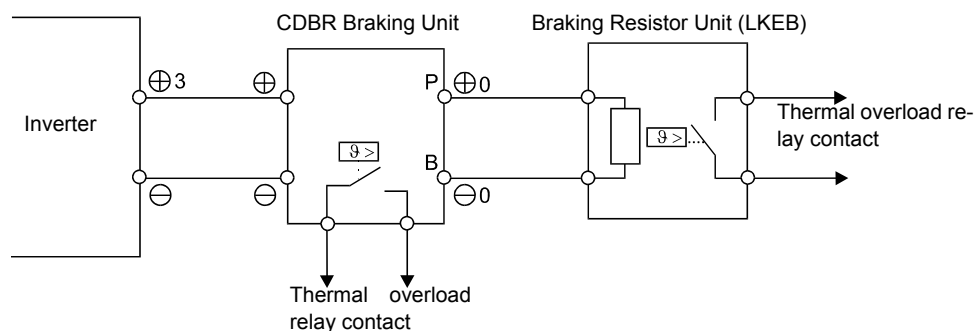 CDBR Braking Unit
Braking Resistor Unit (LKEB)
Inverter
⊕3
⊕
P
⊕0
Thermal overload re-
lay contact
ϑ >
ϑ >
B
⊖
⊖
⊖0
Thermal overload
relay contact